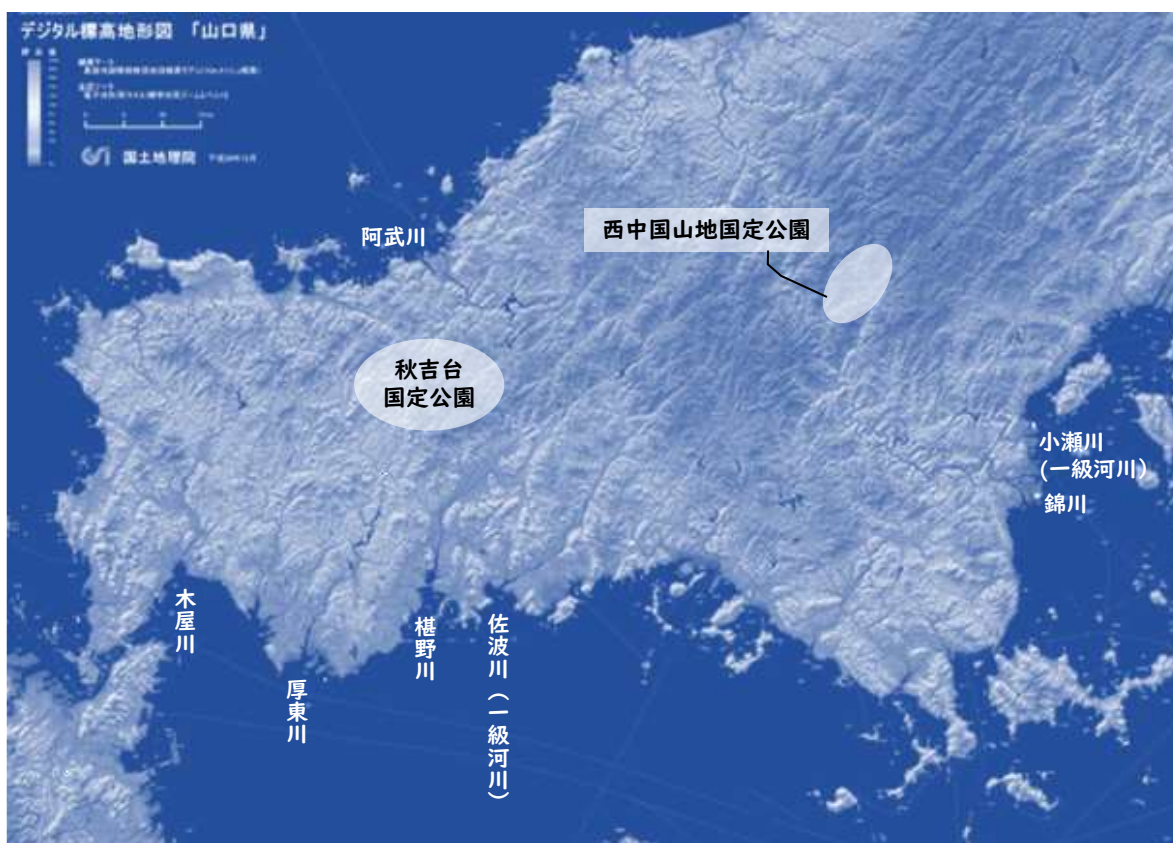 デジタル標高地形図 「山口県」
国土地理院
阿武川
西中国山地国定公園
秋吉台
国定公園
小瀬川
(一級河川)
錦川
木屋川
厚東川
椹野川
佐波川(一級河川)